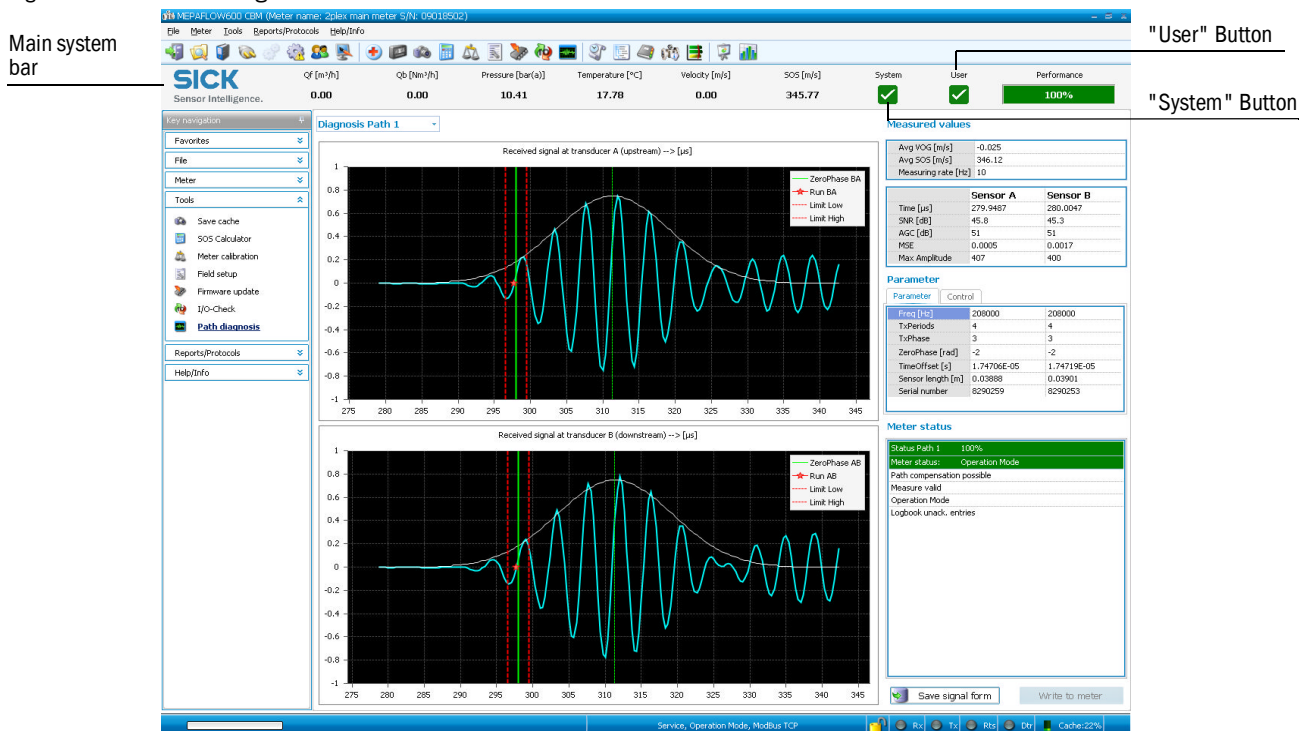 MEPAFLOW600 CBM (Meter name: 2plex main meter S/N: 09018502)
File Meter Tools Reports/Protocols Help/Info
Main system
bar
"User" Button
"System" Button
SICK
Sensor Intelligence.
Qf [m³/h] Qb [Nm³/h] Pressure [bar(a)] Temperature [°C] Velocity [m/s] SOS [m/s] System User Performance
0.00 0.00 10.41 17.78 0.00 345.77 100%
Key navigation
Favorites
File
Meter
Tools
Save cache
SOS Calculator
Meter calibration
Field setup
Firmware update
I/O-Check
Path diagnosis
Reports/Protocols
Help/Info
Diagnosis Path 1
Received signal at transducer A (upstream) --> [µs]
1
0.8
0.6
0.4
0.2
0
-0.2
-0.4
-0.6
-0.8
-1
ZeroPhase BA
Run BA
Limit Low
Limit High
275 280 285 290 295 300 305 310 315 320 325 330 335 340 345
Received signal at transducer B (downstream) --> [µs]
1
0.8
0.6
0.4
0.2
0
-0.2
-0.4
-0.6
-0.8
-1
ZeroPhase AB
Run AB
Limit Low
Limit High
275 280 285 290 295 300 305 310 315 320 325 330 335 340 345
Measured values
Avg VOG [m/s] -0.025
Avg SOS [m/s] 346.12
Measuring rate [Hz] 10
Sensor A Sensor B
Time [µs] 279.9487 280.0047
SNR [dB] 45.8 45.3
AGC [dB] 51 51
MSE 0.0005 0.0017
Max Amplitude 407 400
Parameter
Parameter Control
Freq [Hz] 208000 208000
TxPeriods 4 4
TxPhase 3 3
ZeroPhase [rad] -2 -2
TimeOffset [s] 1.74706E-05 1.74719E-05
Sensor length [m] 0.03888 0.03901
Serial number 8290259 8290253
Meter status
Status Path 1 100%
Meter status: Operation Mode
Path compensation possible
Measure valid
Operation Mode
Logbook unack. entries
Save signal form Write to meter
Service, Operation Mode, ModBus TCP Rx Tx Rts Dtr Cache:22%